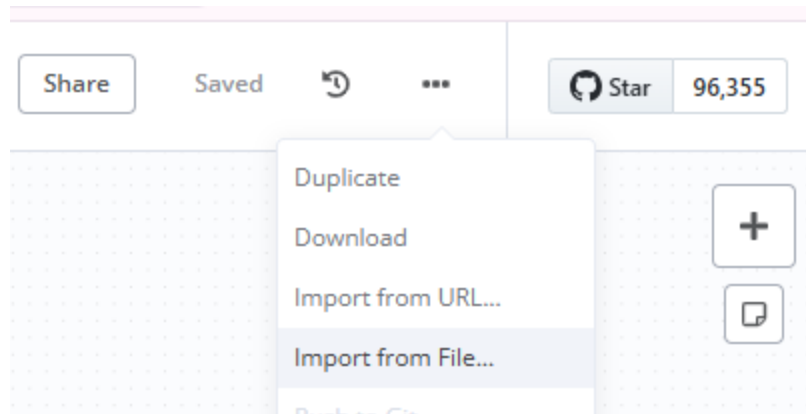 Share Saved Star 96,355
Duplicate
Download
Import from URL...
Import from File...